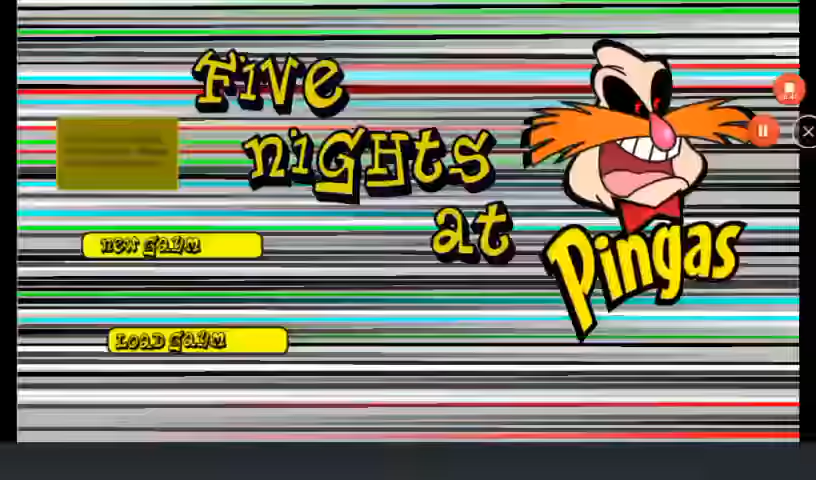 Five
nights
at
Pingas
new gaym
Load gaym